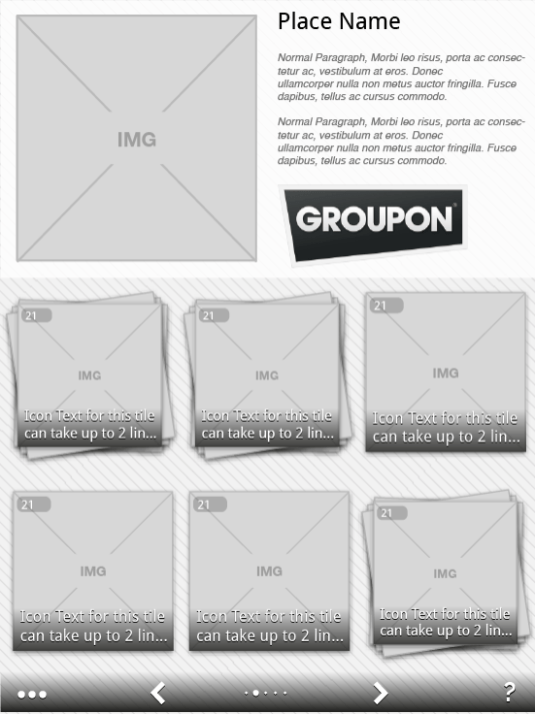 Place Name
IMG
Normal Paragraph, Morbi leo risus, porta ac consec-
tetur ac, vestibulum at eros. Donec
ullamcorper nulla non metus auctor fringilla. Fusce
dapibus, tellus ac cursus commodo.
Normal Paragraph, Morbi leo risus, porta ac consec-
tetur ac, vestibulum at eros. Donec
ullamcorper nulla non metus auctor fringilla. Fusce
dapibus, tellus ac cursus commodo.
GROUPON
21
IMG
Icon Text for this tile
can take up to 2 lin...
21
IMG
Icon Text for this tile
can take up to 2 lin...
21
IMG
Icon Text for this tile
can take up to 2 lin...
21
IMG
Icon Text for this tile
can take up to 2 lin...
21
IMG
Icon Text for this tile
can take up to 2 lin...
21
IMG
Icon Text for this tile
can take up to 2 lin...
?